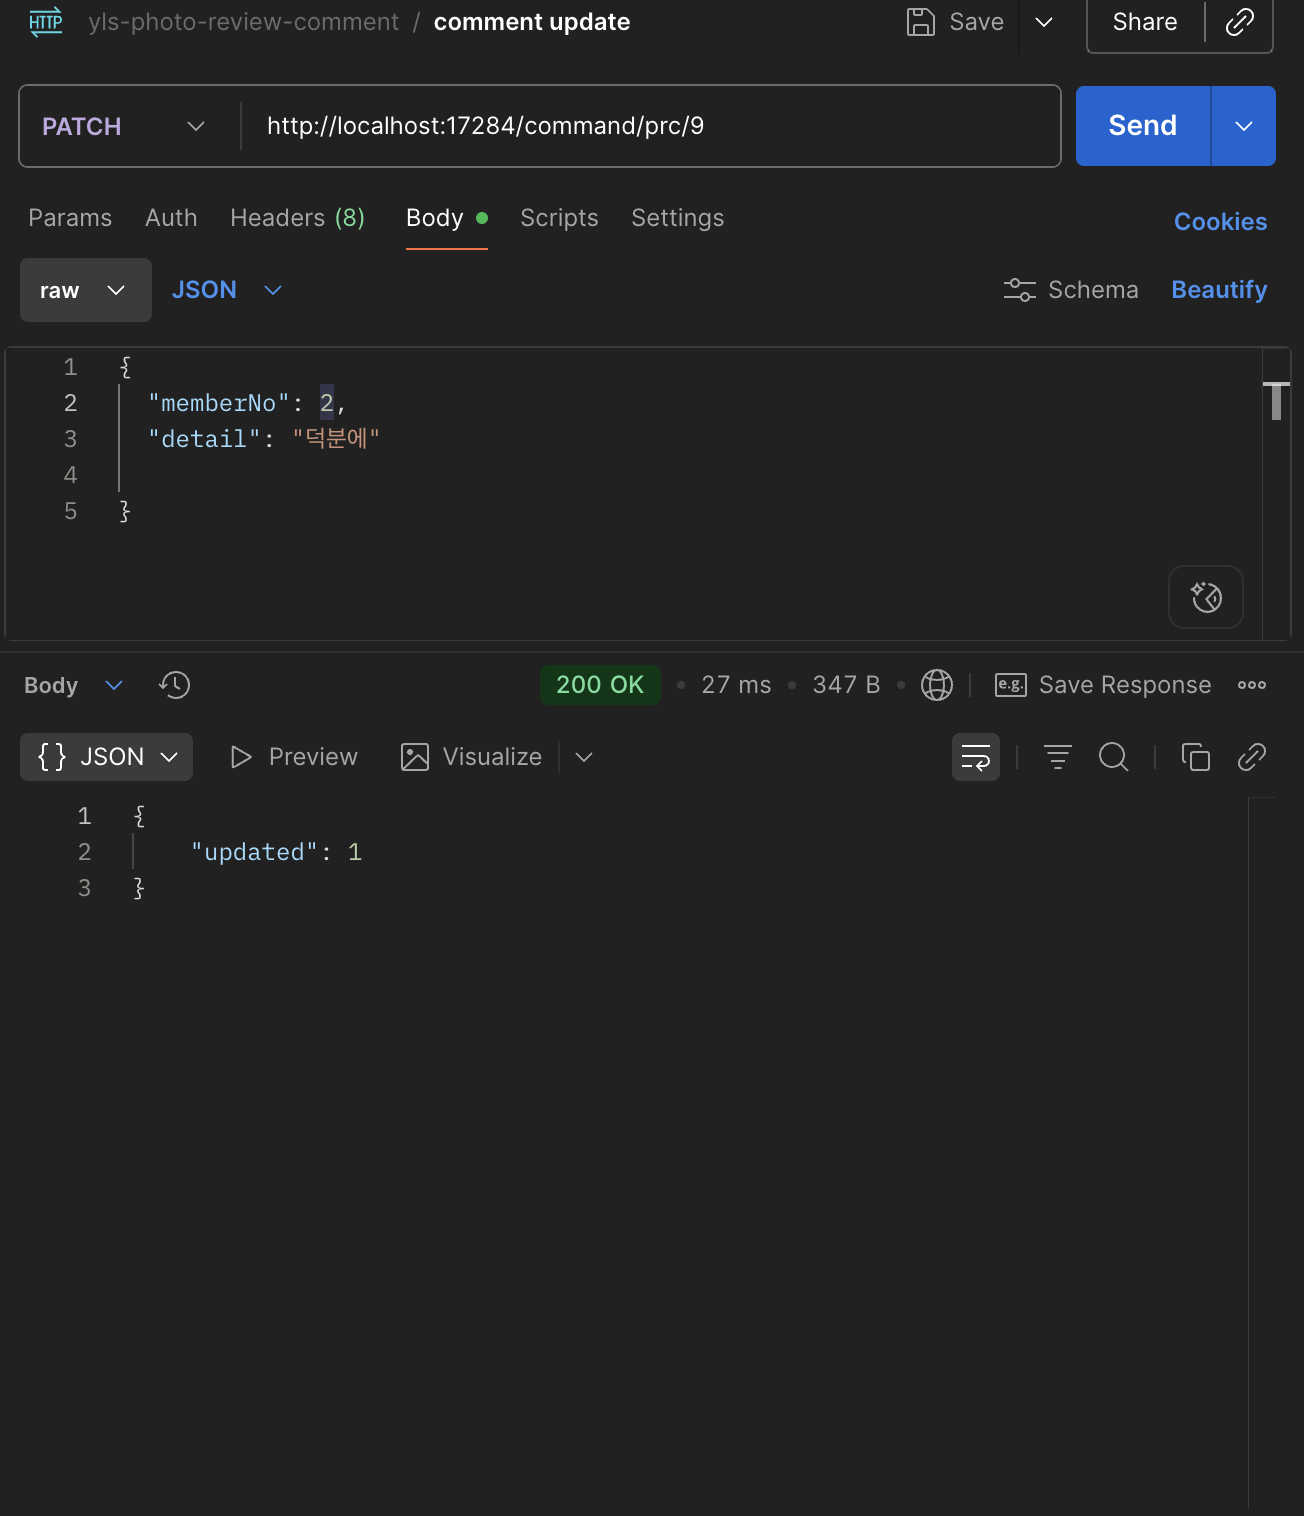 HTTP yls-photo-review-comment / comment update Save Share
PATCH http://localhost:17284/command/prc/9 Send
Params Auth Headers (8) Body Scripts Settings Cookies
raw JSON Schema Beautify
1 {
2 "memberNo": 2,
3 "detail": "덕분에"
4
5 }
Body 200 OK • 27 ms • 347 B • e.g. Save Response
{} JSON Preview Visualize
1 {
2 "updated": 1
3 }